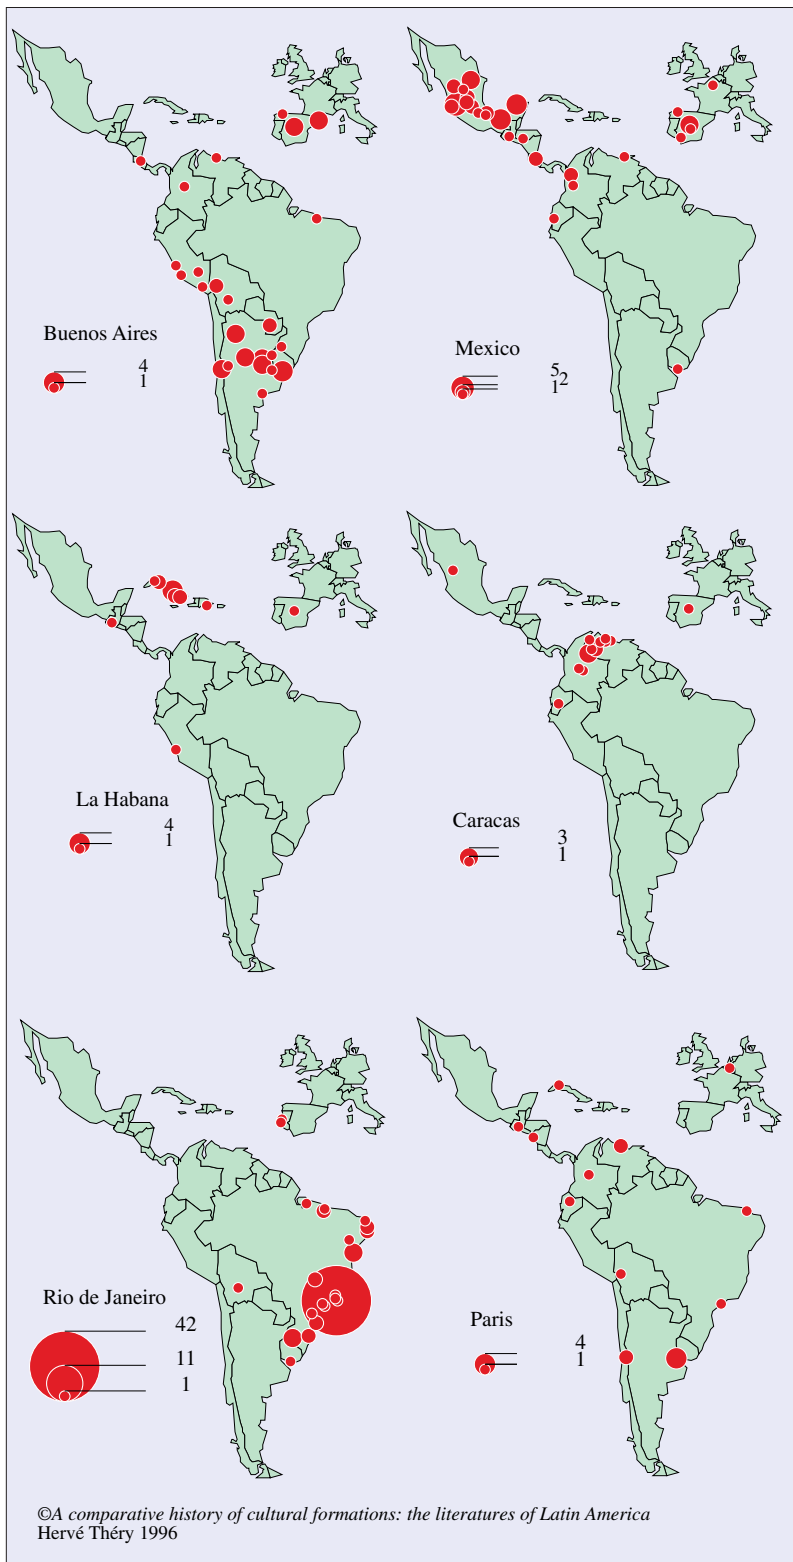 Buenos Aires
4
1
Mexico
5
2
1
La Habana
4
1
Caracas
3
1
Rio de Janeiro
42
11
1
Paris
4
1
©A comparative history of cultural formations: the literatures of Latin America
Hervé Théry 1996